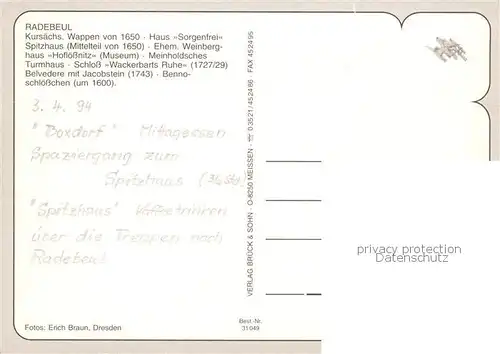 RADEBEUL
Kursächs. Wappen von 1650 · Haus »Sorgenfrei«
Spitzhaus (Mittelteil von 1650) · Ehem. Weinberg-
haus »Hoflößnitz« (Museum) · Meinholdsches
Turmhaus · Schloß »Wackerbarts Ruhe« (1727/29)
Belvedere mit Jacobstein (1743) · Benno-
schlößchen (um 1600).
3. 4. 94
"Boxdorf" Mittagessen
Spaziergang zum
Spitzhaus
"Spitzhaus" Kaffeetrinken
über die Treppen nach
Radebeul
Fotos: Erich Braun, Dresden
VERLAG BRÜCK & SOHN · O-8250 MEISSEN · ☎ 0 35 21 / 45 24 86 FAX 45 24 95
Best.-Nr.
31 049
privacy protection
Datenschutz